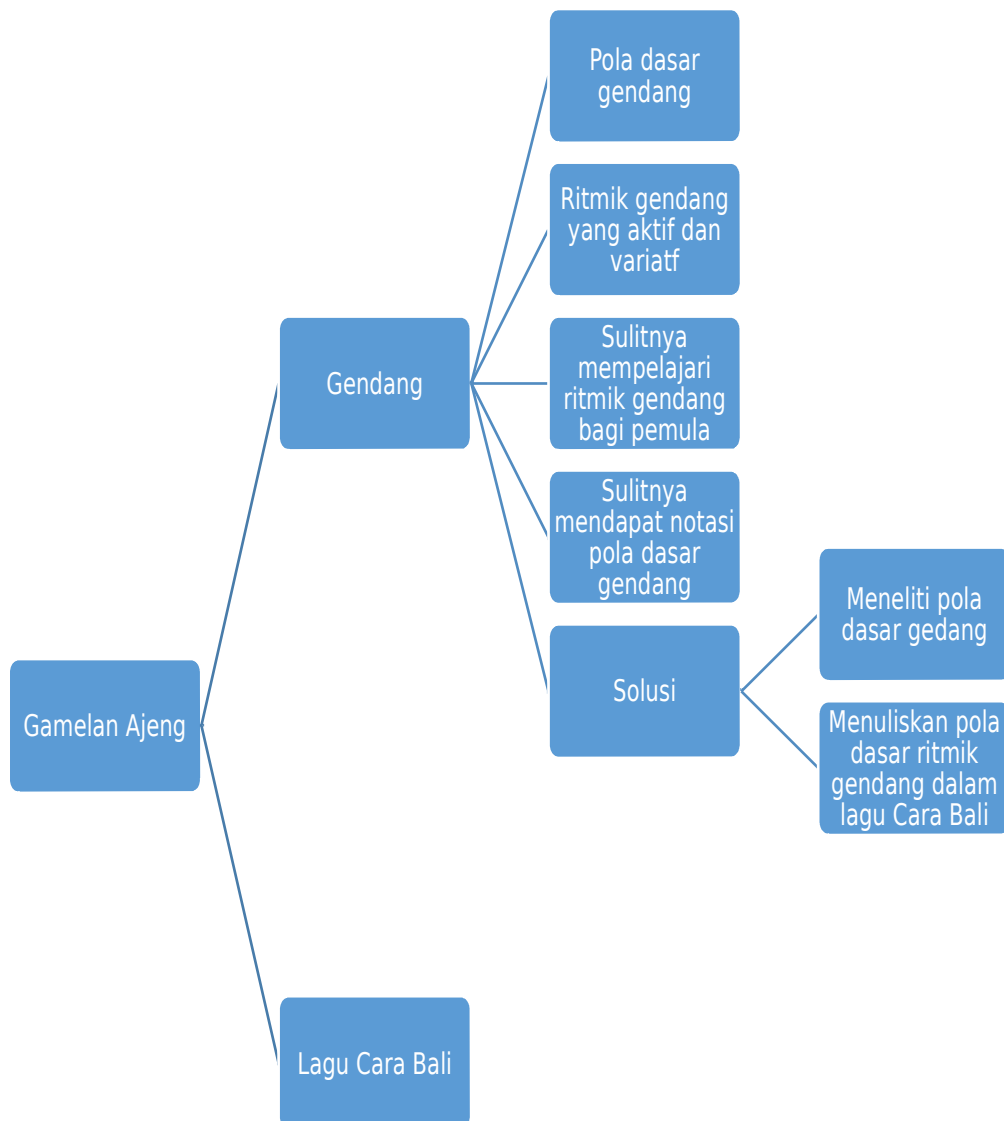 Pola dasar
gendang
Ritmik gendang
yang aktif dan
variatf
Sulitnya
mempelajari
ritmik gendang
bagi pemula
Gendang
Sulitnya
mendapat notasi
pola dasar
gendang
Meneliti pola
dasar gedang
Solusi
Gamelan Ajeng
Menuliskan pola
dasar ritmik
gendang dalam
lagu Cara Bali
Lagu Cara Bali